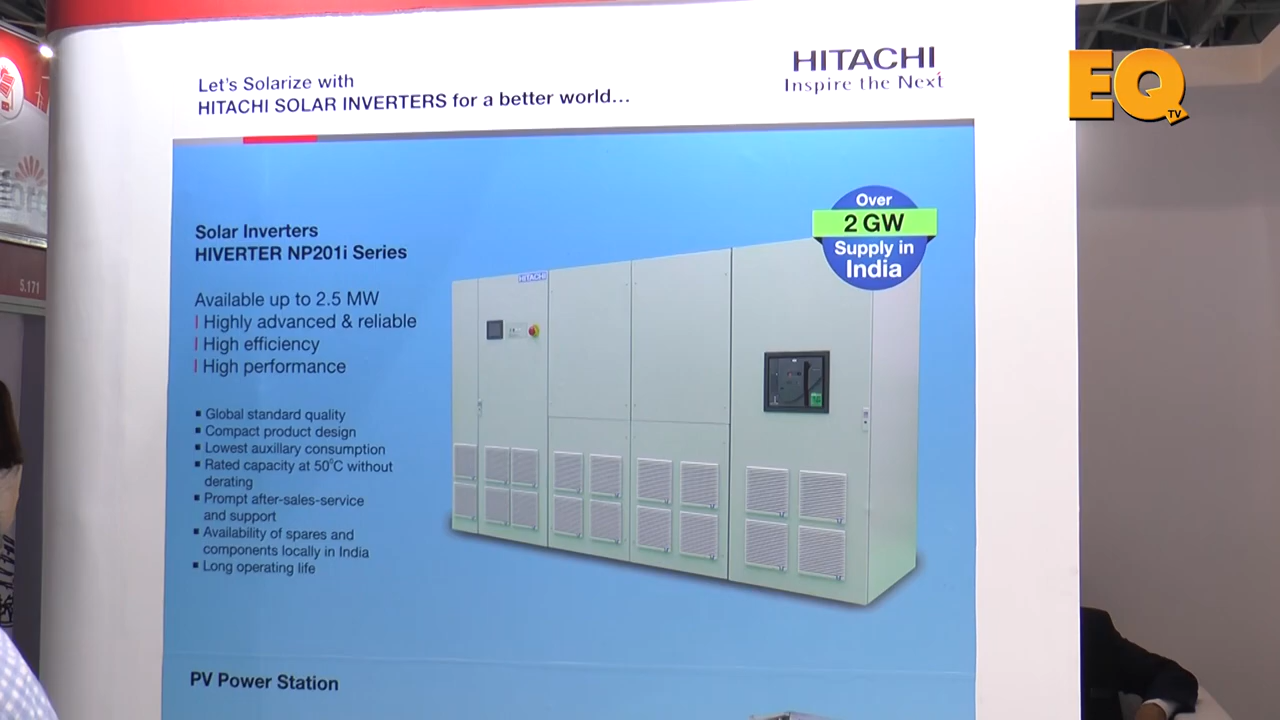 Let's Solarize with
HITACHI SOLAR INVERTERS for a better world...
HITACHI
Inspire the Next
EQ
TV
Solar Inverters
HIVERTER NP201i Series
Available up to 2.5 MW
Highly advanced & reliable
High efficiency
High performance
Global standard quality
Compact product design
Lowest auxillary consumption
Rated capacity at 50°C without
derating
Prompt after-sales-service
and support
Availability of spares and
components locally in India
Long operating life
Over
2 GW
Supply in
India
HITACHI
5.171
PV Power Station